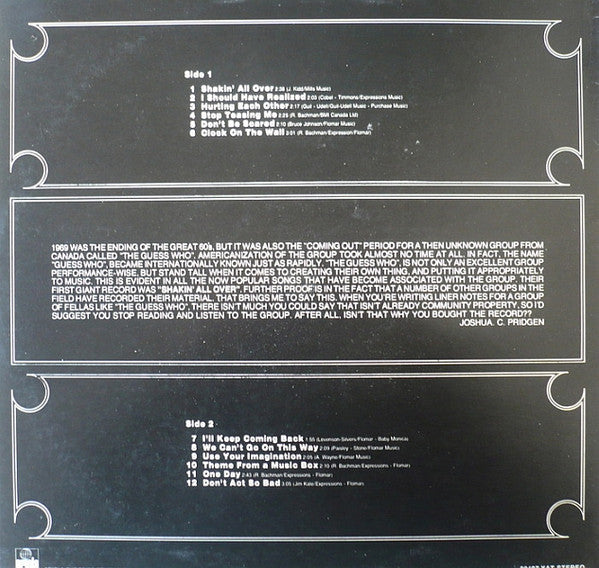 Side 1
1 Shakin' All Over 2:38 (J. Kidd/Mills Music)
2 I Should Have Realized 2:03 (Cobel - Timmons/Expressions Music)
3 Hurting Each Other 2:17 (Guil - Udell/Guil-Udell Music - Purchase Music)
4 Stop Teasing Me 2:25 (R. Bachman/BMI Canada Ltd)
5 Don't Be Scared 2:10 (Bruce Johnson/Flomar Music)
6 Clock On The Wall 3:01 (R. Bachman/Expression/Flomar)
1969 WAS THE ENDING OF THE GREAT 60's, BUT IT WAS ALSO THE "COMING OUT" PERIOD FOR A THEN UNKNOWN GROUP FROM
CANADA CALLED "THE GUESS WHO". AMERICANIZATION OF THE GROUP TOOK ALMOST NO TIME AT ALL. IN FACT, THE NAME
"GUESS WHO", BECAME INTERNATIONALLY KNOWN JUST AS RAPIDLY. "THE GUESS WHO", IS NOT ONLY AN EXCELLENT GROUP
PERFORMANCE-WISE, BUT STAND TALL WHEN IT COMES TO CREATING THEIR OWN THING, AND PUTTING IT APPROPRIATELY
TO MUSIC. THIS IS EVIDENT IN ALL THE NOW POPULAR SONGS THAT HAVE BECOME ASSOCIATED WITH THE GROUP. THEIR
FIRST GIANT RECORD WAS "SHAKIN' ALL OVER". FURTHER PROOF IS IN THE FACT THAT A NUMBER OF OTHER GROUPS IN THE
FIELD HAVE RECORDED THEIR MATERIAL. THAT BRINGS ME TO SAY THIS. WHEN YOU'RE WRITING LINER NOTES FOR A GROUP
OF FELLAS LIKE "THE GUESS WHO", THERE ISN'T MUCH YOU COULD SAY THAT ISN'T ALREADY COMMUNITY PROPERTY, SO I'D
SUGGEST YOU STOP READING AND LISTEN TO THE GROUP. AFTER ALL, ISN'T THAT WHY YOU BOUGHT THE RECORD??
JOSHUA. C. PRIDGEN
Side 2
7 I'll Keep Coming Back 1:55 (Levenson-Silvers/Flomar - Baby Monica)
8 We Can't Go On This Way 2:09 (Paisley - Stone/Flomar Music)
9 Use Your Imagination 2:05 (A. Wayne/Flomar Music)
10 Theme From a Music Box 2:10 (R. Bachman/Expressions - Flomar)
11 One Day 2:43 (R. Bachman/Expressions - Flomar)
12 Don't Act So Bad 3:05 (Jim Kale/Expressions - Flomar)
XAT STEREO